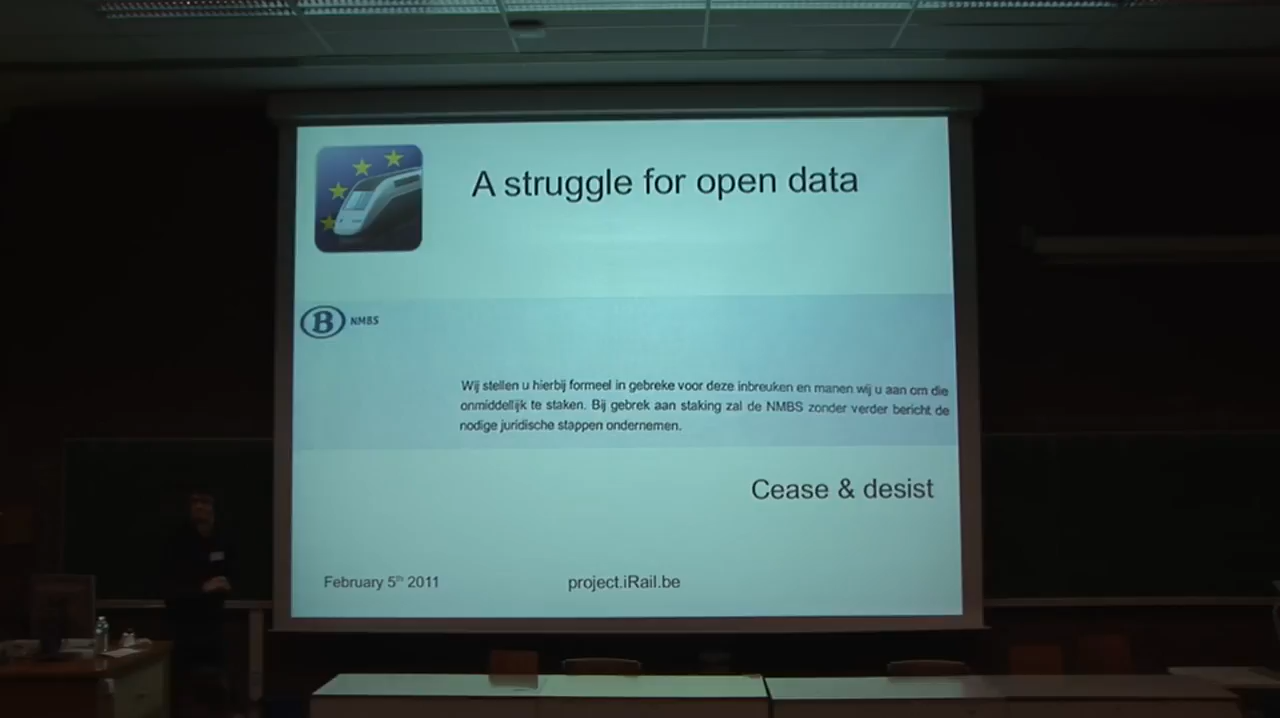 A struggle for open data
B NMBS
Wij stellen u hierbij formeel in gebreke voor deze inbreuken en manen wij u aan om die
onmiddellijk te staken. Bij gebrek aan staking zal de NMBS zonder verder bericht de
nodige juridische stappen ondernemen.
Cease & desist
February 5th 2011
project.iRail.be